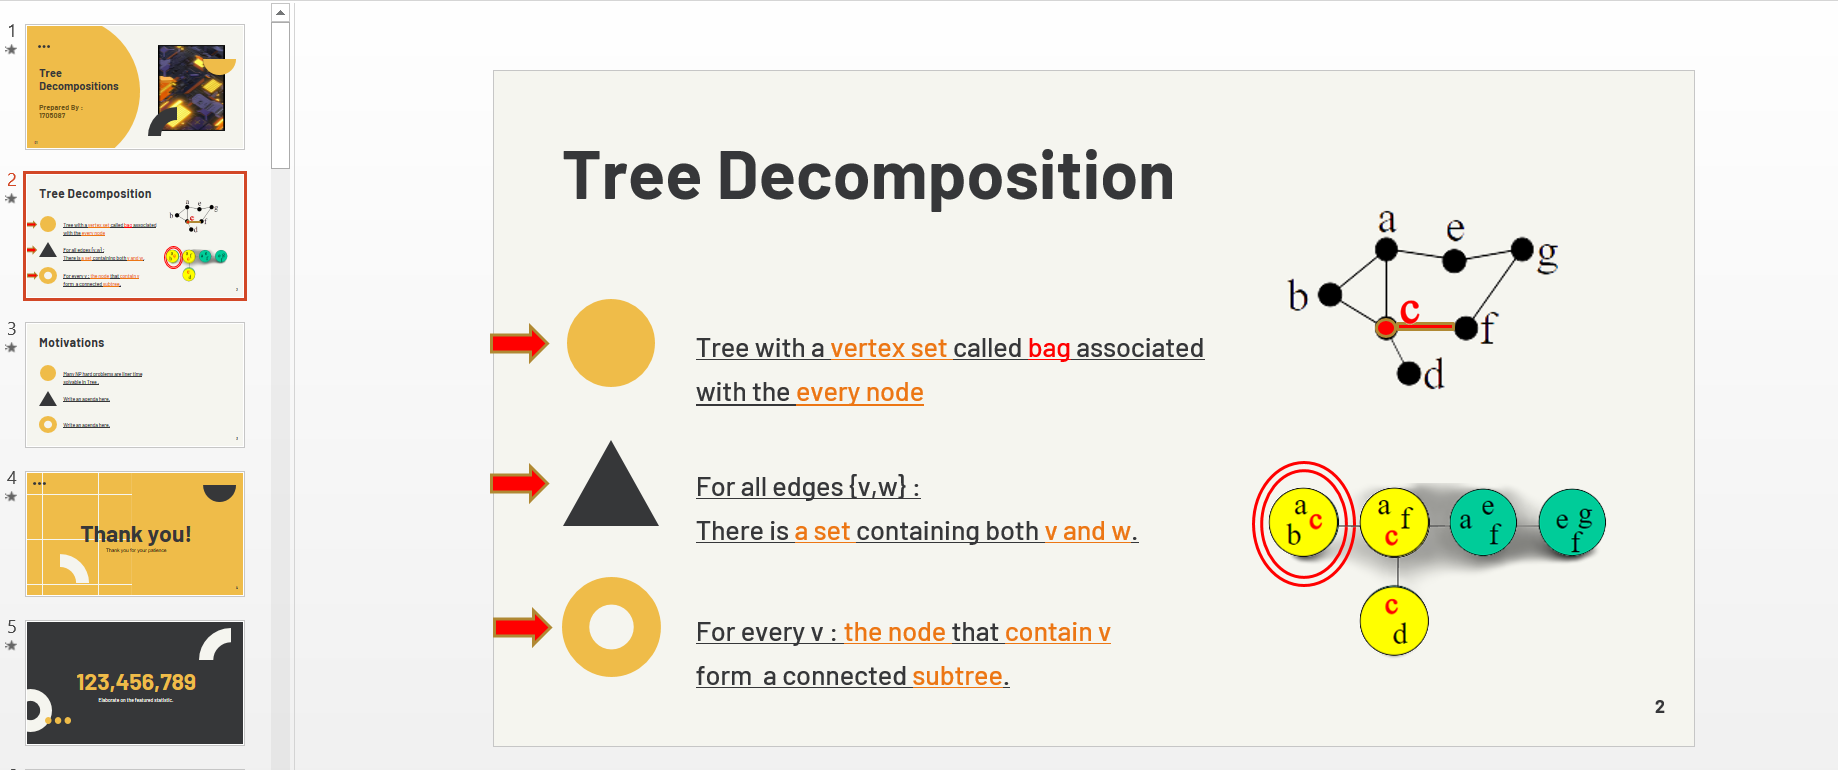 1
Tree
Decompositions
Prepared By :
1705087
2
Tree Decomposition
Tree with a vertex set called bag associated
with the every node
For all edges {v,w} :
There is a set containing both v and w.
For every v : the node that contain v
form a connected subtree.
3
Motivations
Many NP hard problems are liner time
solvable in Tree .
Write an agenda here.
Write an agenda here.
4
Thank you!
Thank you for your patience
5
123,456,789
Elaborate on the featured statistic.
Tree Decomposition
Tree with a vertex set called bag associated
with the every node
For all edges {v,w} :
There is a set containing both v and w.
For every v : the node that contain v
form  a connected subtree.
a
e
g
b
c
f
d
a
c
b
a
f
c
a
e
f
e
g
f
c
d
2